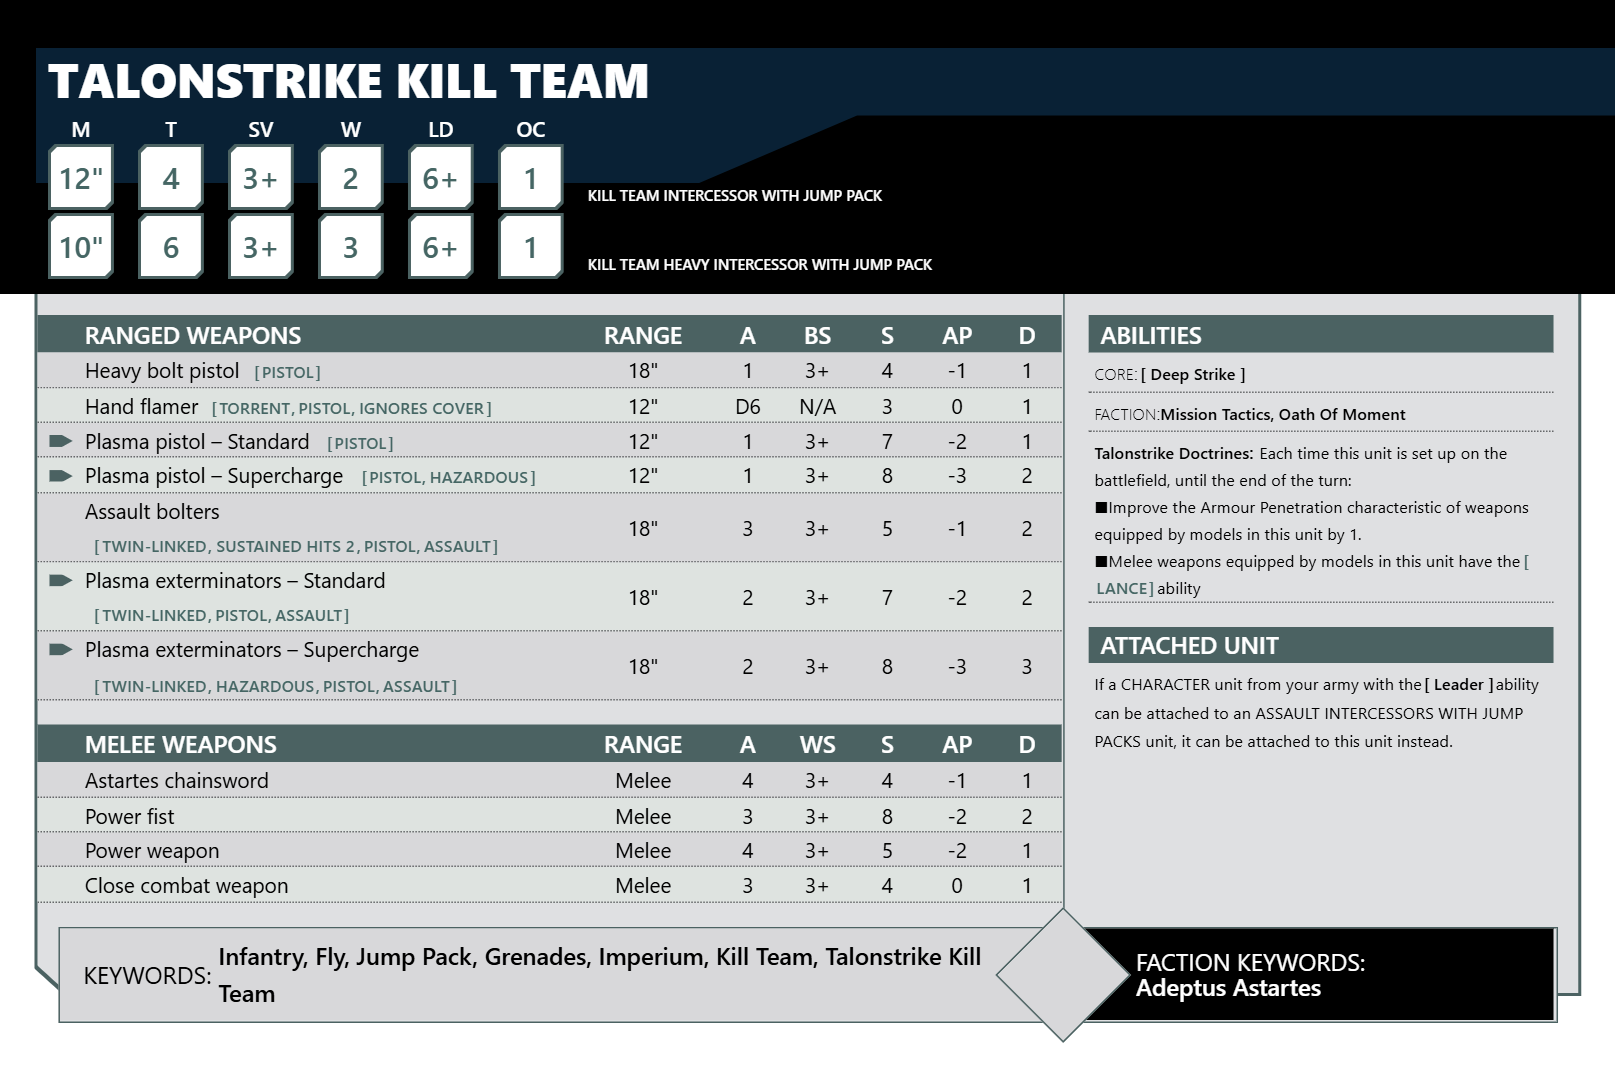 TALONSTRIKE KILL TEAM
M T SV W LD OC
12" 4 3+ 2 6+ 1 KILL TEAM INTERCESSOR WITH JUMP PACK
10" 6 3+ 3 6+ 1 KILL TEAM HEAVY INTERCESSOR WITH JUMP PACK
RANGED WEAPONS RANGE A BS S AP D
Heavy bolt pistol [PISTOL] 18" 1 3+ 4 -1 1
Hand flamer [TORRENT, PISTOL, IGNORES COVER] 12" D6 N/A 3 0 1
Plasma pistol – Standard [PISTOL] 12" 1 3+ 7 -2 1
Plasma pistol – Supercharge [PISTOL, HAZARDOUS] 12" 1 3+ 8 -3 2
Assault bolters
18" 3 3+ 5 -1 2
[TWIN-LINKED, SUSTAINED HITS 2, PISTOL, ASSAULT]
Plasma exterminators – Standard
18" 2 3+ 7 -2 2
[TWIN-LINKED, PISTOL, ASSAULT]
Plasma exterminators – Supercharge
18" 2 3+ 8 -3 3
[TWIN-LINKED, HAZARDOUS, PISTOL, ASSAULT]
MELEE WEAPONS RANGE A WS S AP D
Astartes chainsword Melee 4 3+ 4 -1 1
Power fist Melee 3 3+ 8 -2 2
Power weapon Melee 4 3+ 5 -2 1
Close combat weapon Melee 3 3+ 4 0 1
ABILITIES
CORE: [ Deep Strike ]
FACTION:Mission Tactics, Oath Of Moment
Talonstrike Doctrines: Each time this unit is set up on the
battlefield, until the end of the turn:
■Improve the Armour Penetration characteristic of weapons
equipped by models in this unit by 1.
■Melee weapons equipped by models in this unit have the [
LANCE] ability
ATTACHED UNIT
If a CHARACTER unit from your army with the [ Leader ] ability
can be attached to an ASSAULT INTERCESSORS WITH JUMP
PACKS unit, it can be attached to this unit instead.
KEYWORDS: Infantry, Fly, Jump Pack, Grenades, Imperium, Kill Team, Talonstrike Kill
Team
FACTION KEYWORDS:
Adeptus Astartes